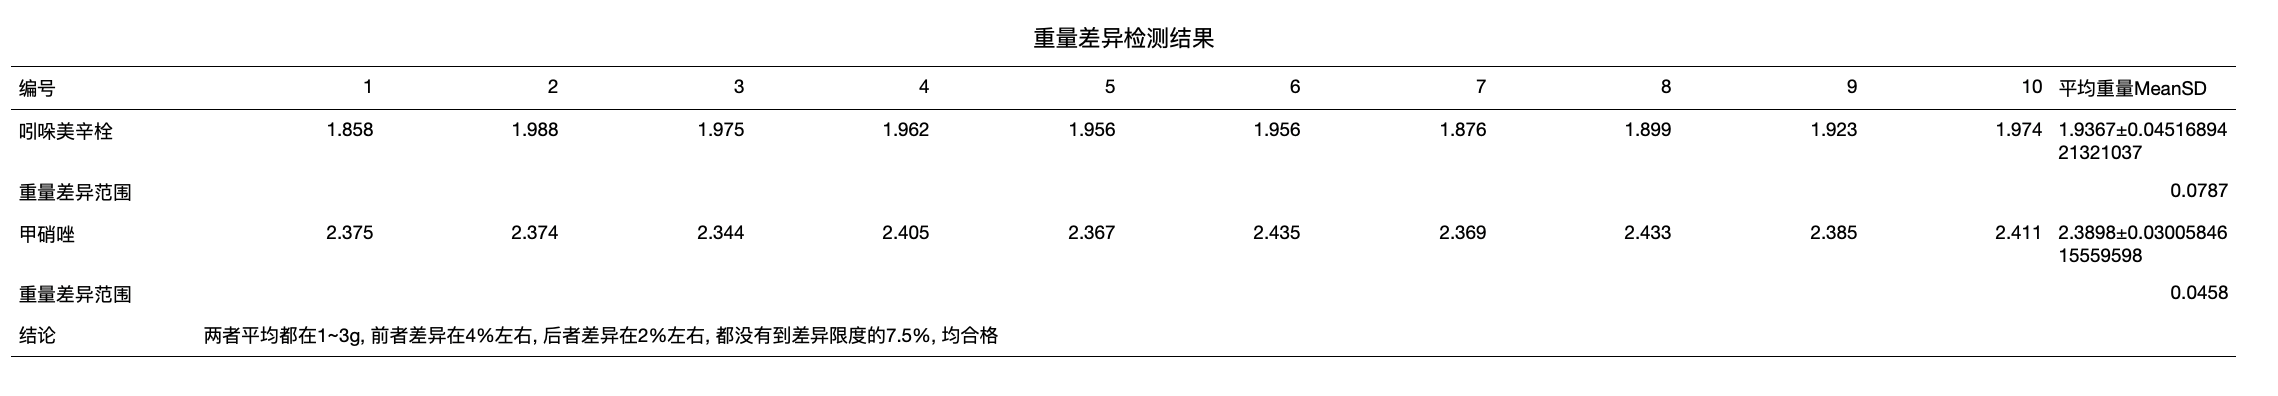 重量差异检测结果
编号 1 2 3 4 5 6 7 8 9 10 平均重量MeanSD
吲哚美辛栓 1.858 1.988 1.975 1.962 1.956 1.956 1.876 1.899 1.923 1.974 1.9367±0.04516894
21321037
重量差异范围 0.0787
甲硝唑 2.375 2.374 2.344 2.405 2.367 2.435 2.369 2.433 2.385 2.411 2.3898±0.03005846
15559598
重量差异范围 0.0458
结论 两者平均都在1~3g, 前者差异在4%左右, 后者差异在2%左右, 都没有到差异限度的7.5%, 均合格